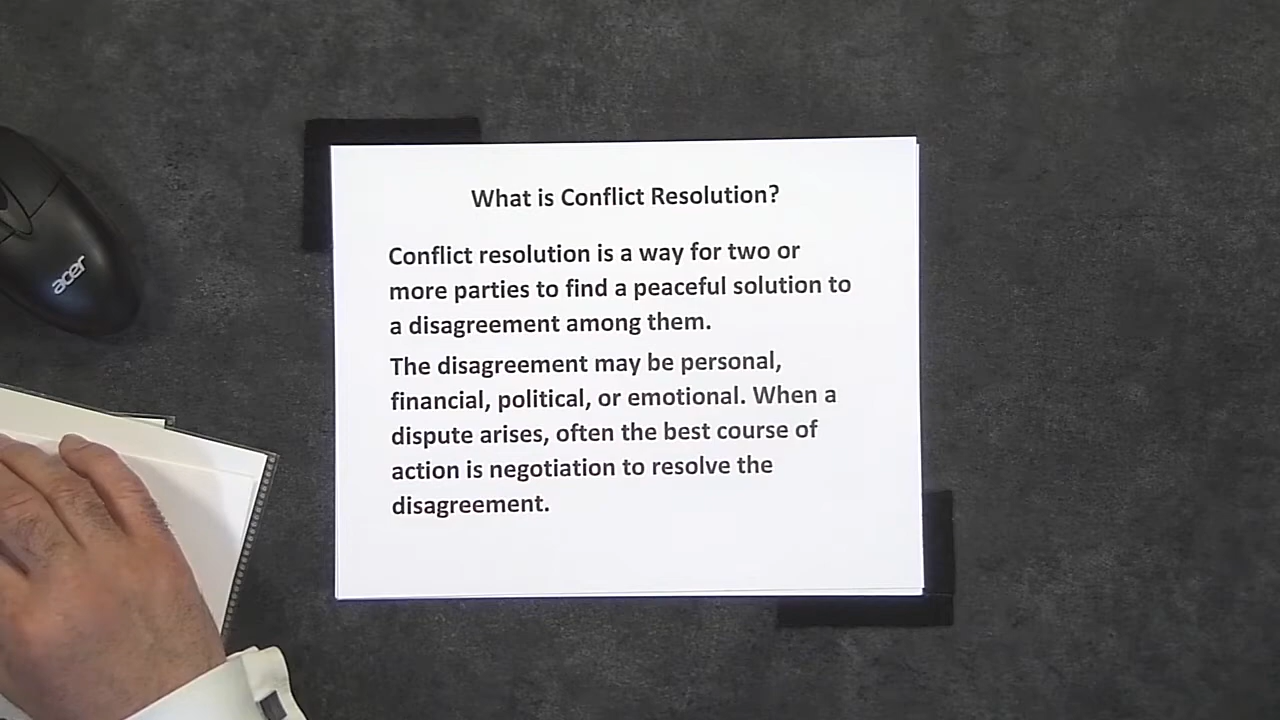 What is Conflict Resolution?
Conflict resolution is a way for two or
more parties to find a peaceful solution to
a disagreement among them.
The disagreement may be personal,
financial, political, or emotional. When a
dispute arises, often the best course of
action is negotiation to resolve the
disagreement.
acer